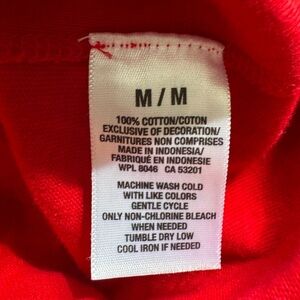 M / M
100% COTTON/COTON
EXCLUSIVE OF DECORATION/
GARNITURES NON COMPRISES
MADE IN INDONESIA/
FABRIQUÉ EN INDONESIE
WPL 8046 CA 53201
MACHINE WASH COLD
WITH LIKE COLORS
GENTLE CYCLE
ONLY NON-CHLORINE BLEACH
WHEN NEEDED
TUMBLE DRY LOW
COOL IRON IF NEEDED